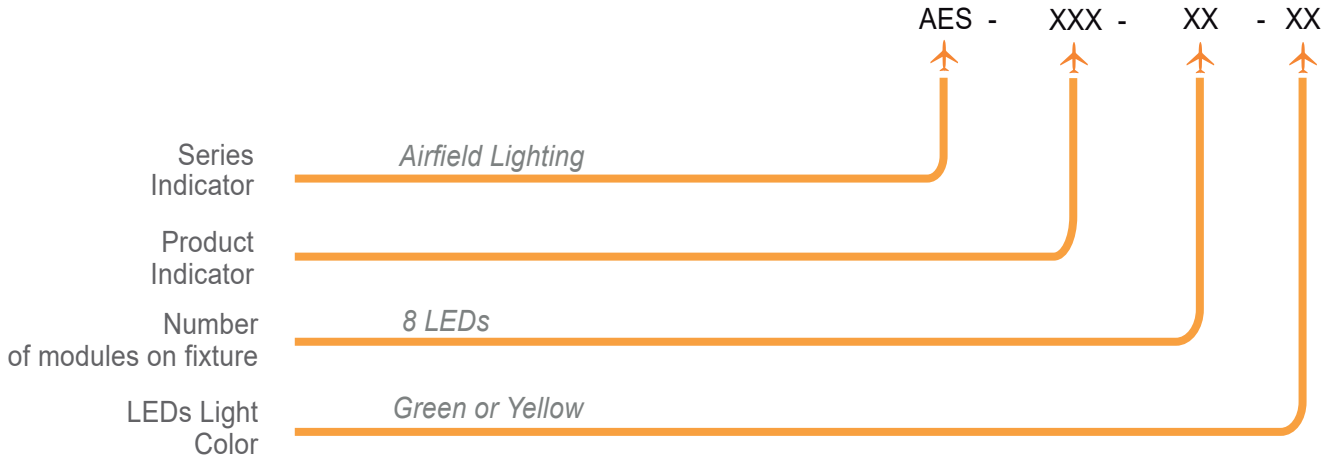 AES - XXX - XX - XX
Series
Indicator
Airfield Lighting
Product
Indicator
Number
of modules on fixture
8 LEDs
LEDs Light
Color
Green or Yellow